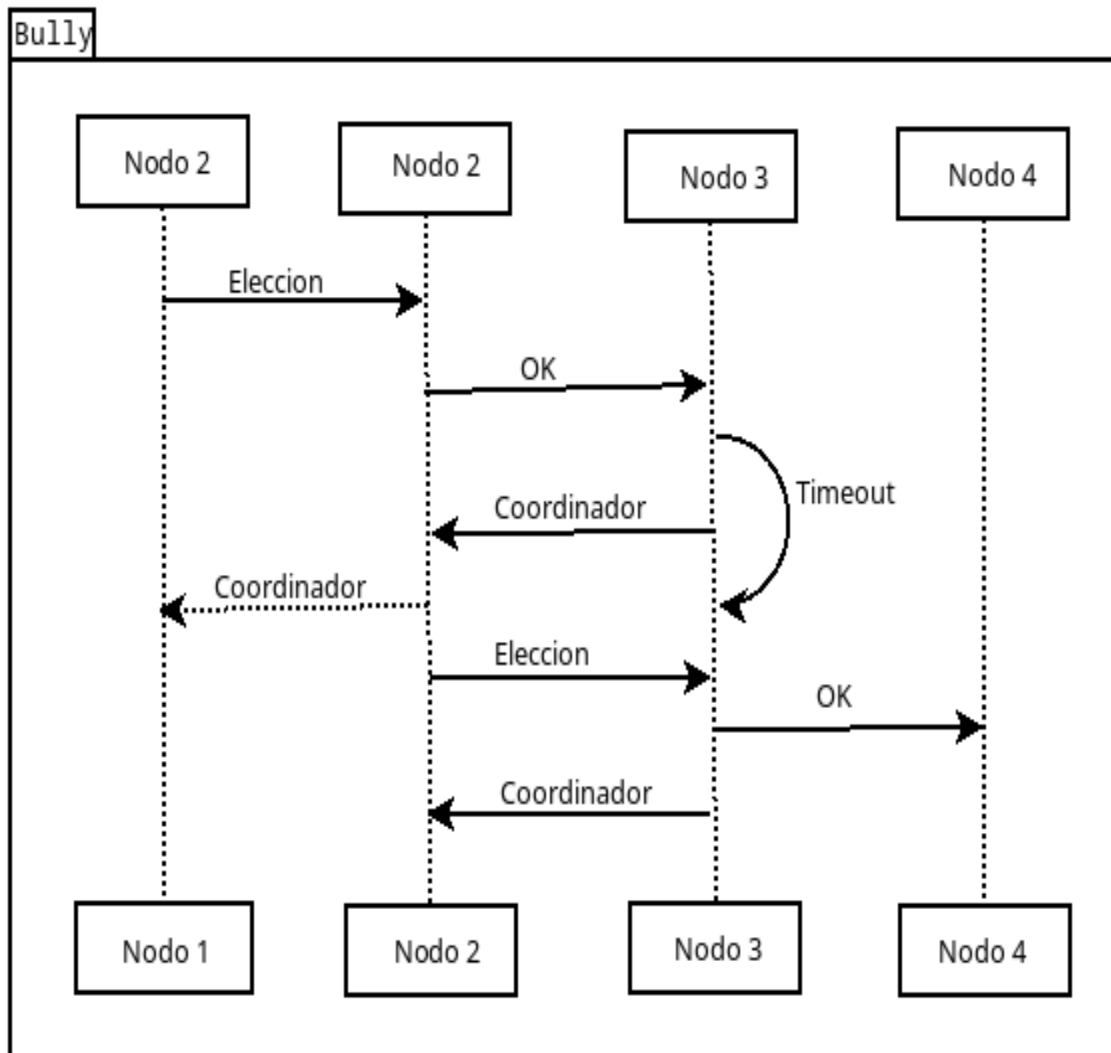 Bully
Nodo 2
Nodo 2
Nodo 3
Nodo 4
Eleccion
OK
Timeout
Coordinador
Coordinador
Eleccion
OK
Coordinador
Nodo 1
Nodo 2
Nodo 3
Nodo 4